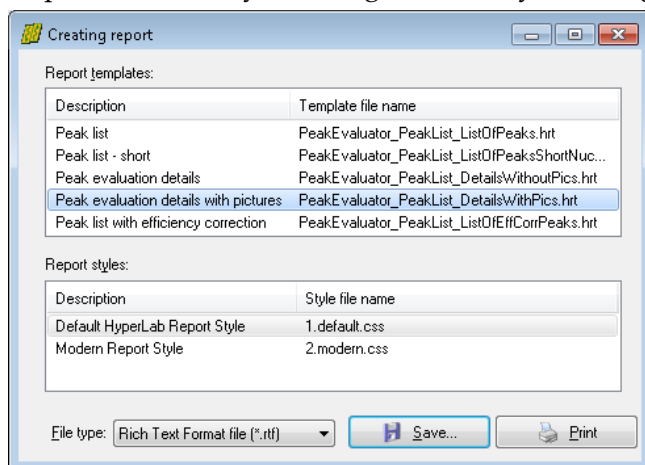 Creating report
Report templates:
Description Template file name
Peak list PeakEvaluator_PeakList_ListOfPeaks.hrt
Peak list - short PeakEvaluator_PeakList_ListOfPeaksShortNuc...
Peak evaluation details PeakEvaluator_PeakList_DetailsWithoutPics.hrt
Peak evaluation details with pictures PeakEvaluator_PeakList_DetailsWithPics.hrt
Peak list with efficiency correction PeakEvaluator_PeakList_ListOfEffCorrPeaks.hrt
Report styles:
Description Style file name
Default HyperLab Report Style 1.default.css
Modern Report Style 2.modern.css
File type: Rich Text Format file (*.rtf) Save... Print